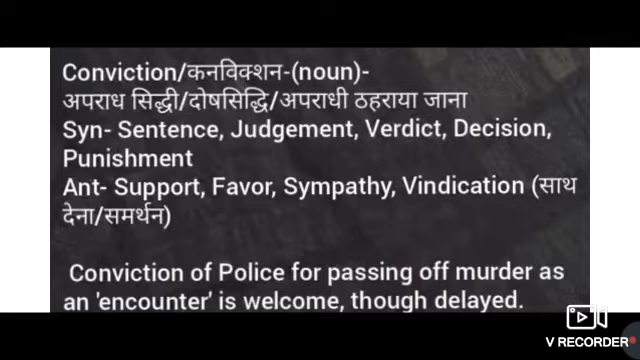 Conviction/कनविक्शन-(noun)-
अपराध सिद्धी/दोषसिद्धि/अपराधी ठहराया जाना
Syn- Sentence, Judgement, Verdict, Decision,
Punishment
Ant- Support, Favor, Sympathy, Vindication (साथ
देना/समर्थन)
Conviction of Police for passing off murder as
an 'encounter' is welcome, though delayed.
V RECORDER